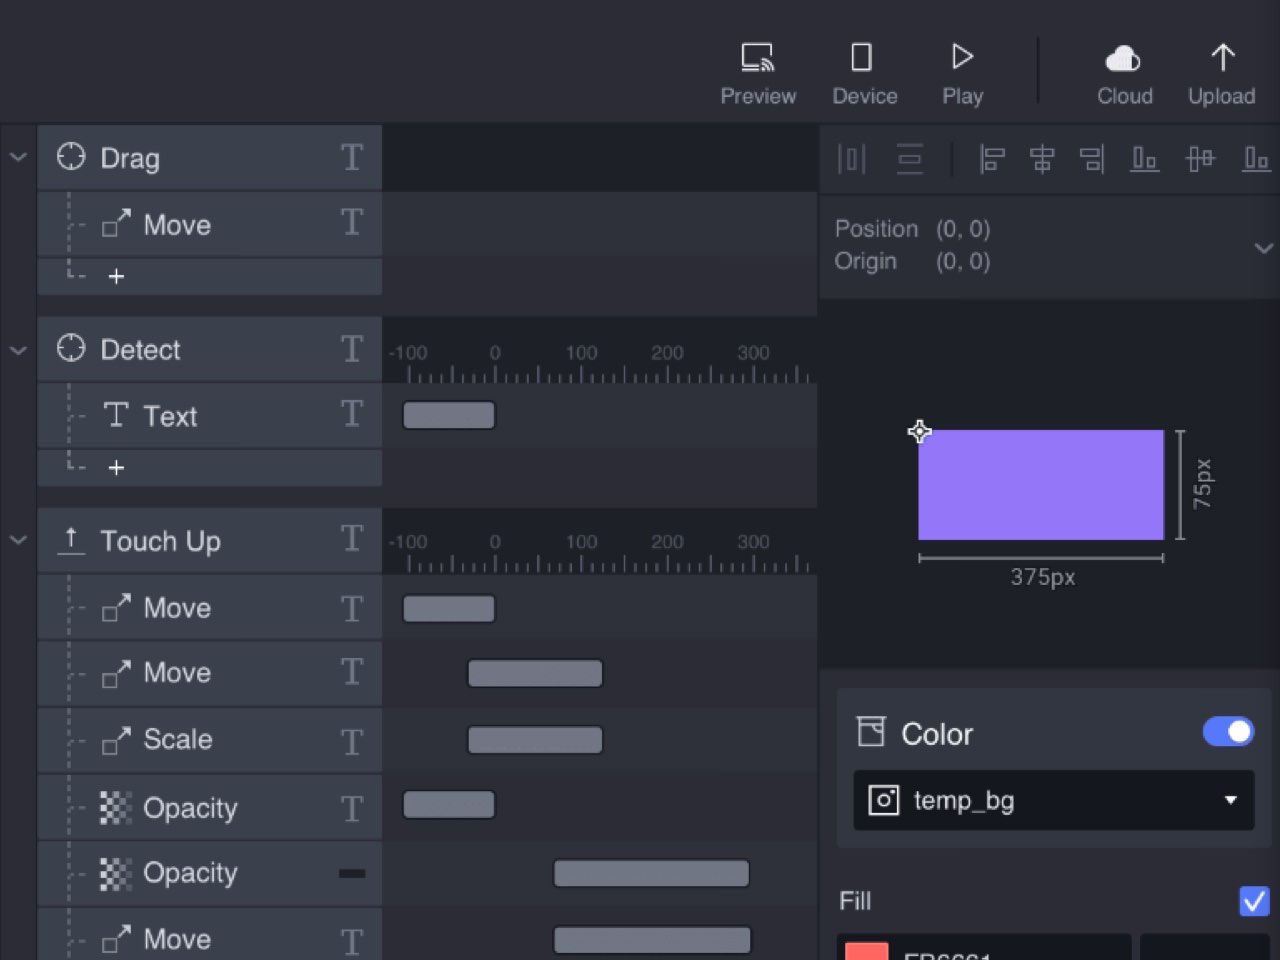 Preview Device Play Cloud Upload
Drag T
Move T
+
Position (0, 0)
Origin (0, 0)
Detect T
-100 0 100 200 300
Text T
+
75px
375px
Touch Up T
-100 0 100 200 300
Move T
Move T
Scale T
Opacity T
Opacity
Move T
Color
temp_bg
Fill